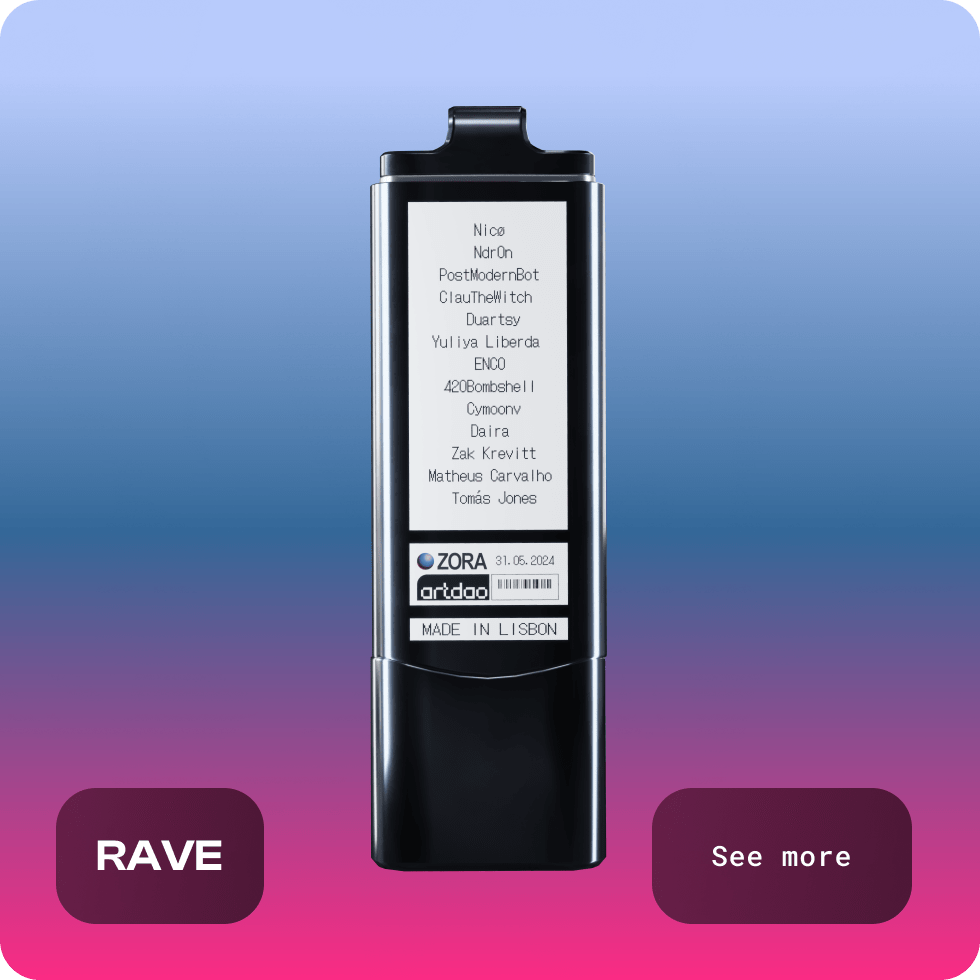 Nicø
Ndr0n
PostModernBot
ClauTheWitch
Duartsy
Yuliya Liberda
ENCO
420Bombshell
Cymoonv
Daira
Zak Krevitt
Matheus Carvalho
Tomás Jones
ZORA 31.05.2024
artdao
MADE IN LISBON
RAVE
See more